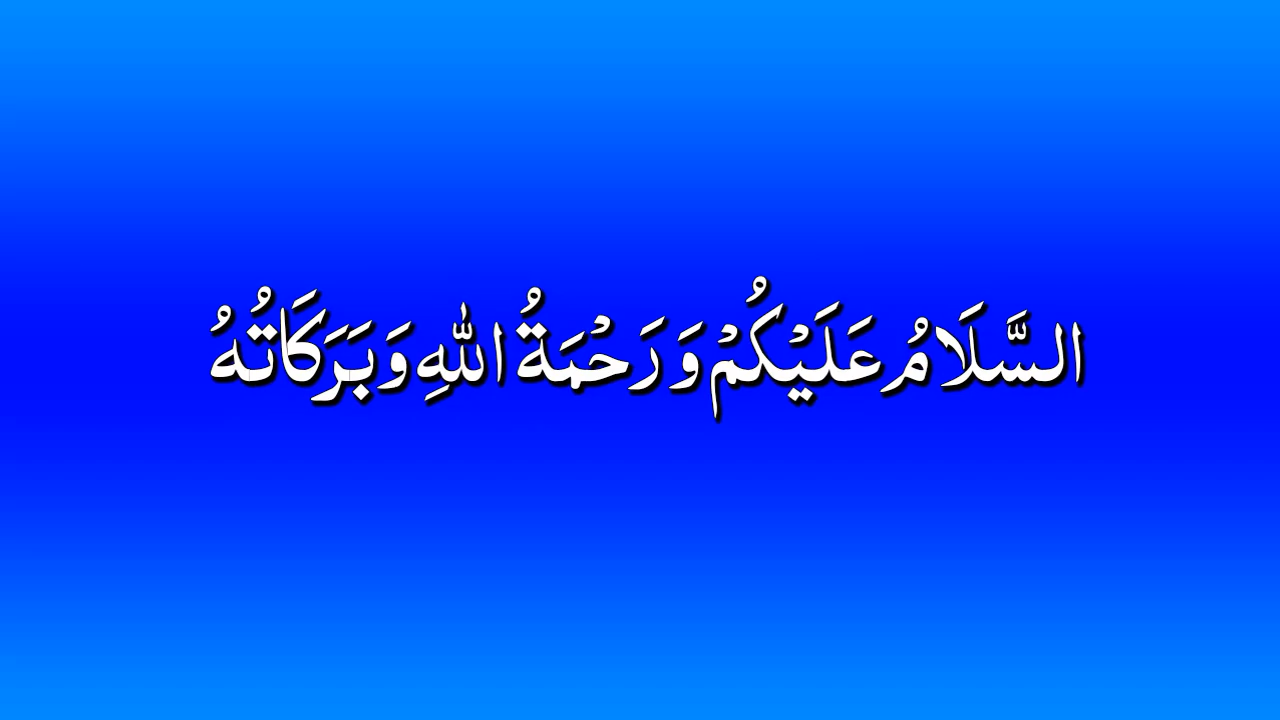 السَّلَامُ عَلَيْكُمْ وَرَحْمَةُ اللهِ وَبَرَكَاتُهُ